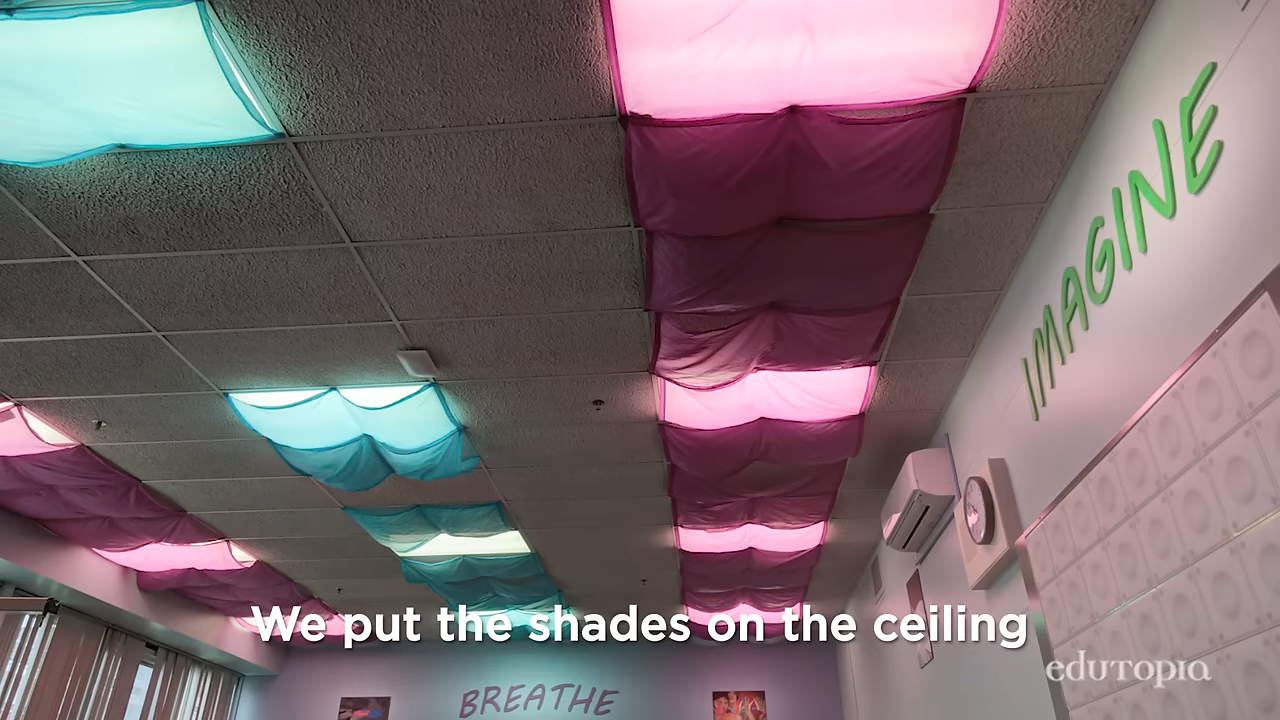 IMAGINE
We put the shades on the ceiling
edutopia
BREATHE